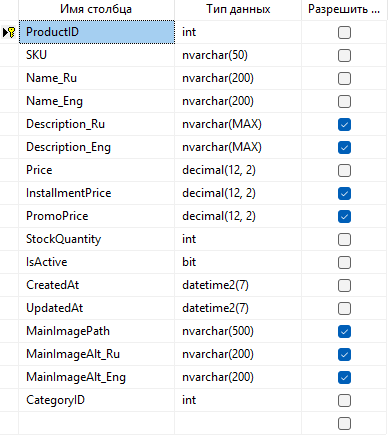 Имя столбца Тип данных Разрешить ...
ProductID int
SKU nvarchar(50)
Name_Ru nvarchar(200)
Name_Eng nvarchar(200)
Description_Ru nvarchar(MAX)
Description_Eng nvarchar(MAX)
Price decimal(12, 2)
InstallmentPrice decimal(12, 2)
PromoPrice decimal(12, 2)
StockQuantity int
IsActive bit
CreatedAt datetime2(7)
UpdatedAt datetime2(7)
MainImagePath nvarchar(500)
MainImageAlt_Ru nvarchar(200)
MainImageAlt_Eng nvarchar(200)
CategoryID int